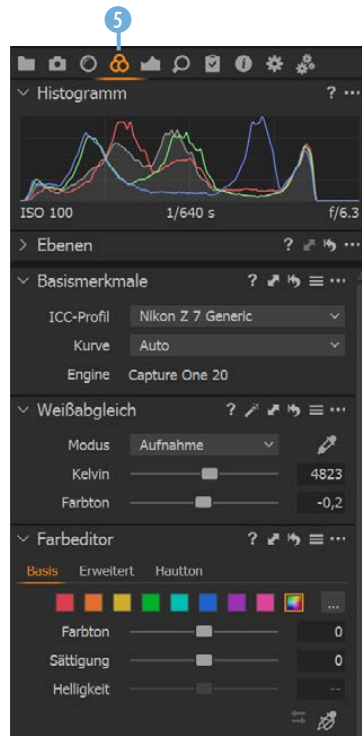 5
Histogramm ? ...
ISO 100 1/640 s f/6.3
Ebenen ? ...
Basismerkmale ? ...
ICC-Profil Nikon Z 7 Generic
Kurve Auto
Engine Capture One 20
Weißabgleich ? ...
Modus Aufnahme
Kelvin 4823
Farbton -0,2
Farbeditor ? ...
Basis Erweitert Hautton
...
Farbton 0
Sättigung 0
Helligkeit --